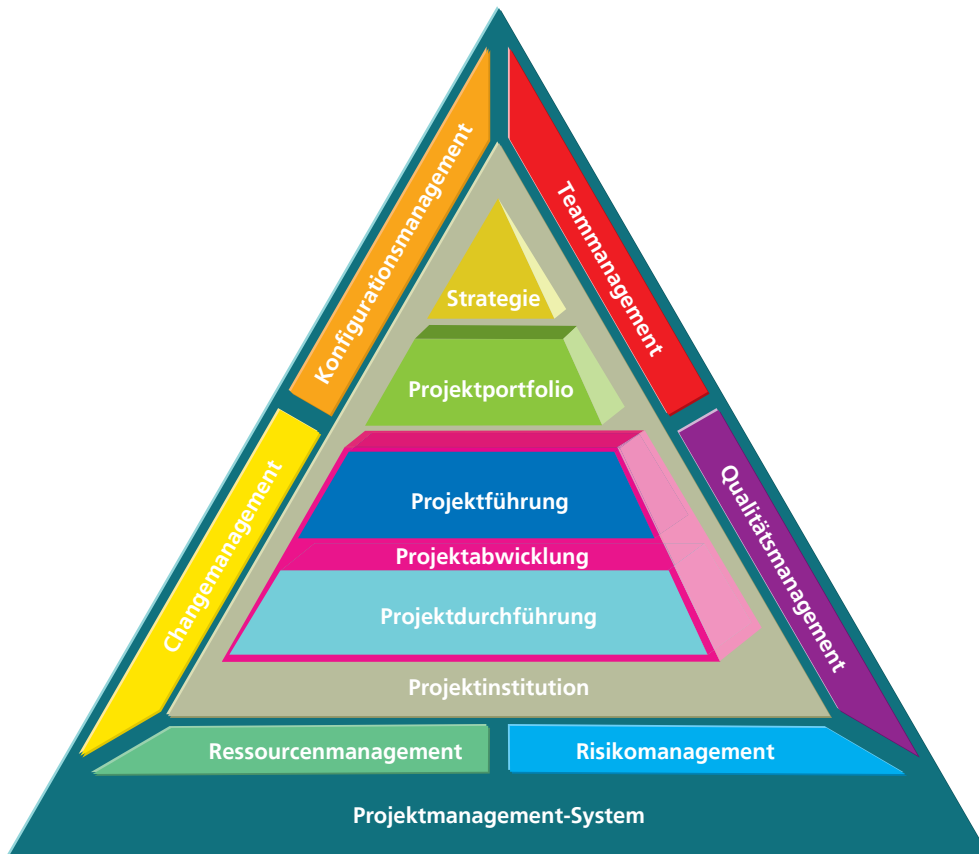 Konfigurationsmanagement
Teammanagement
Strategie
Projektportfolio
Changemanagement
Qualitätsmanagement
Projektführung
Projektabwicklung
Projektdurchführung
Projektinstitution
Ressourcenmanagement
Risikomanagement
Projektmanagement-System